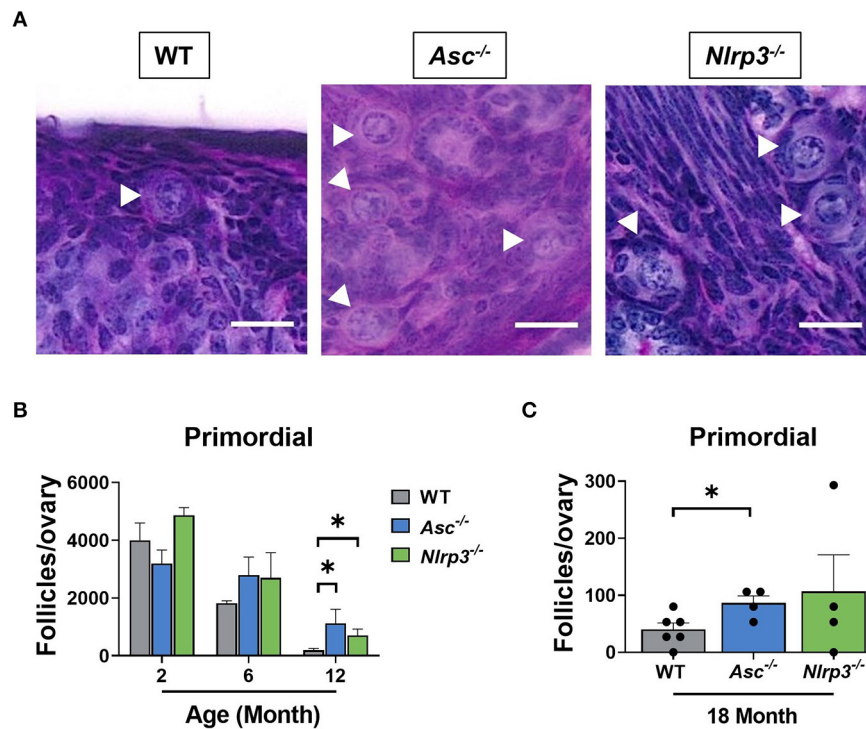 A
WT
Asc-/-
Nlrp3-/-
B
Primordial
Follicles/ovary
6000
4000
2000
0
*
*
2 6 12
Age (Month)
WT
Asc-/-
Nlrp3-/-
C
Primordial
Follicles/ovary
300
200
100
0
*
WT Asc-/- Nlrp3-/-
18 Month